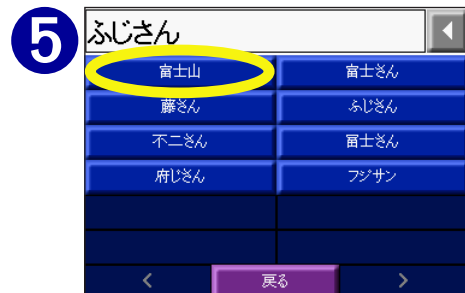 5
ふじさん
富士山 富士さん
藤さん ふじさん
不二さん 冨士さん
府じさん フジサン
< 戻る >